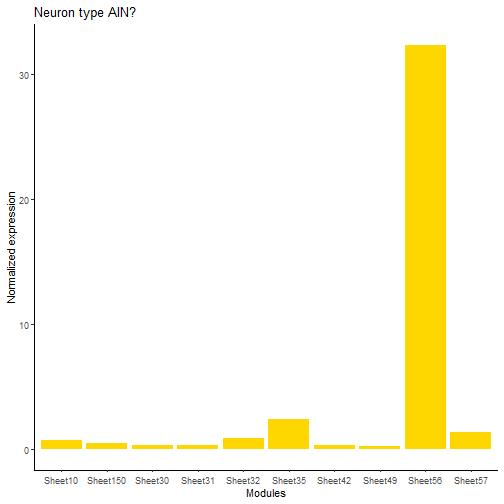 Neuron type AIN?
Normalized expression
30
20
10
0
Sheet10 Sheet150 Sheet30 Sheet31 Sheet32 Sheet35 Sheet42 Sheet49 Sheet56 Sheet57
Modules